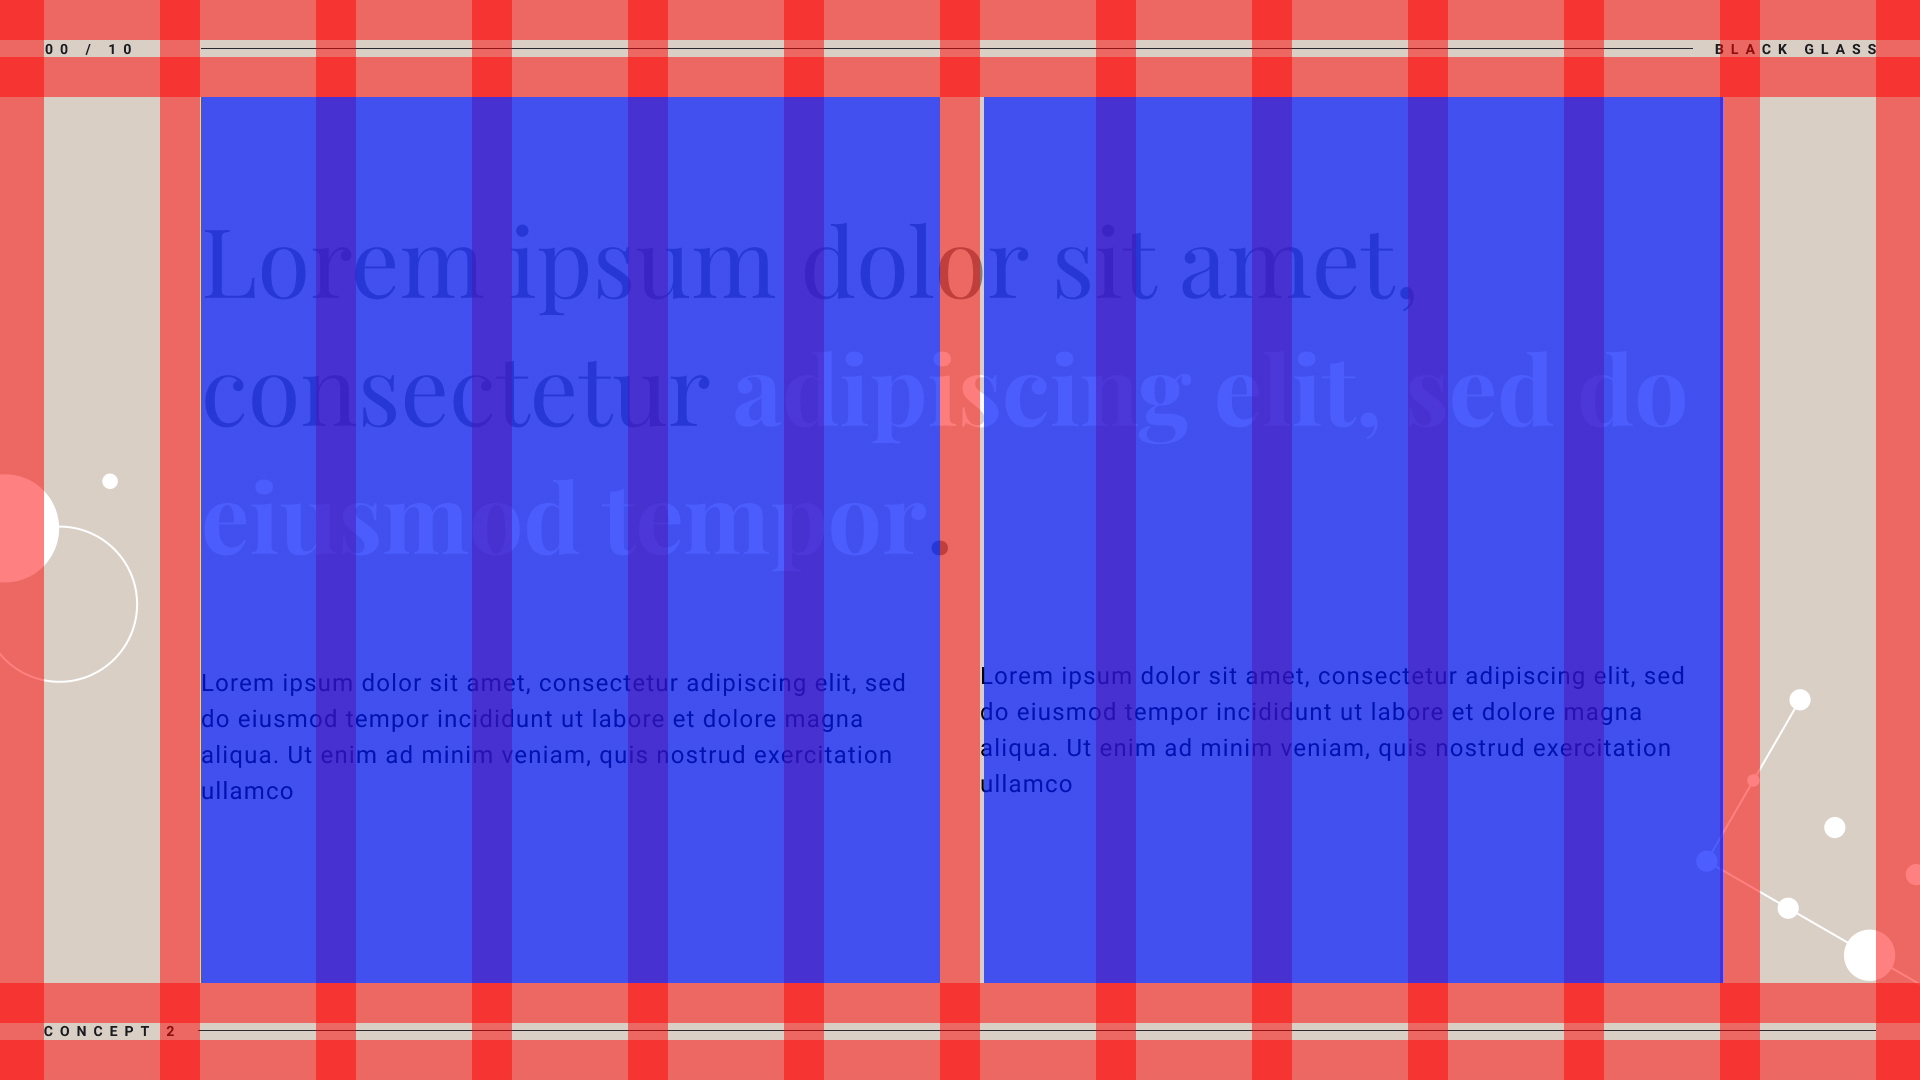 00 / 10
BLACK GLASS
Lorem ipsum dolor sit amet,
consectetur adipiscing elit, sed do
eiusmod tempor.
Lorem ipsum dolor sit amet, consectetur adipiscing elit, sed
do eiusmod tempor incididunt ut labore et dolore magna
aliqua. Ut enim ad minim veniam, quis nostrud exercitation
ullamco
Lorem ipsum dolor sit amet, consectetur adipiscing elit, sed
do eiusmod tempor incididunt ut labore et dolore magna
aliqua. Ut enim ad minim veniam, quis nostrud exercitation
ullamco
CONCEPT 2